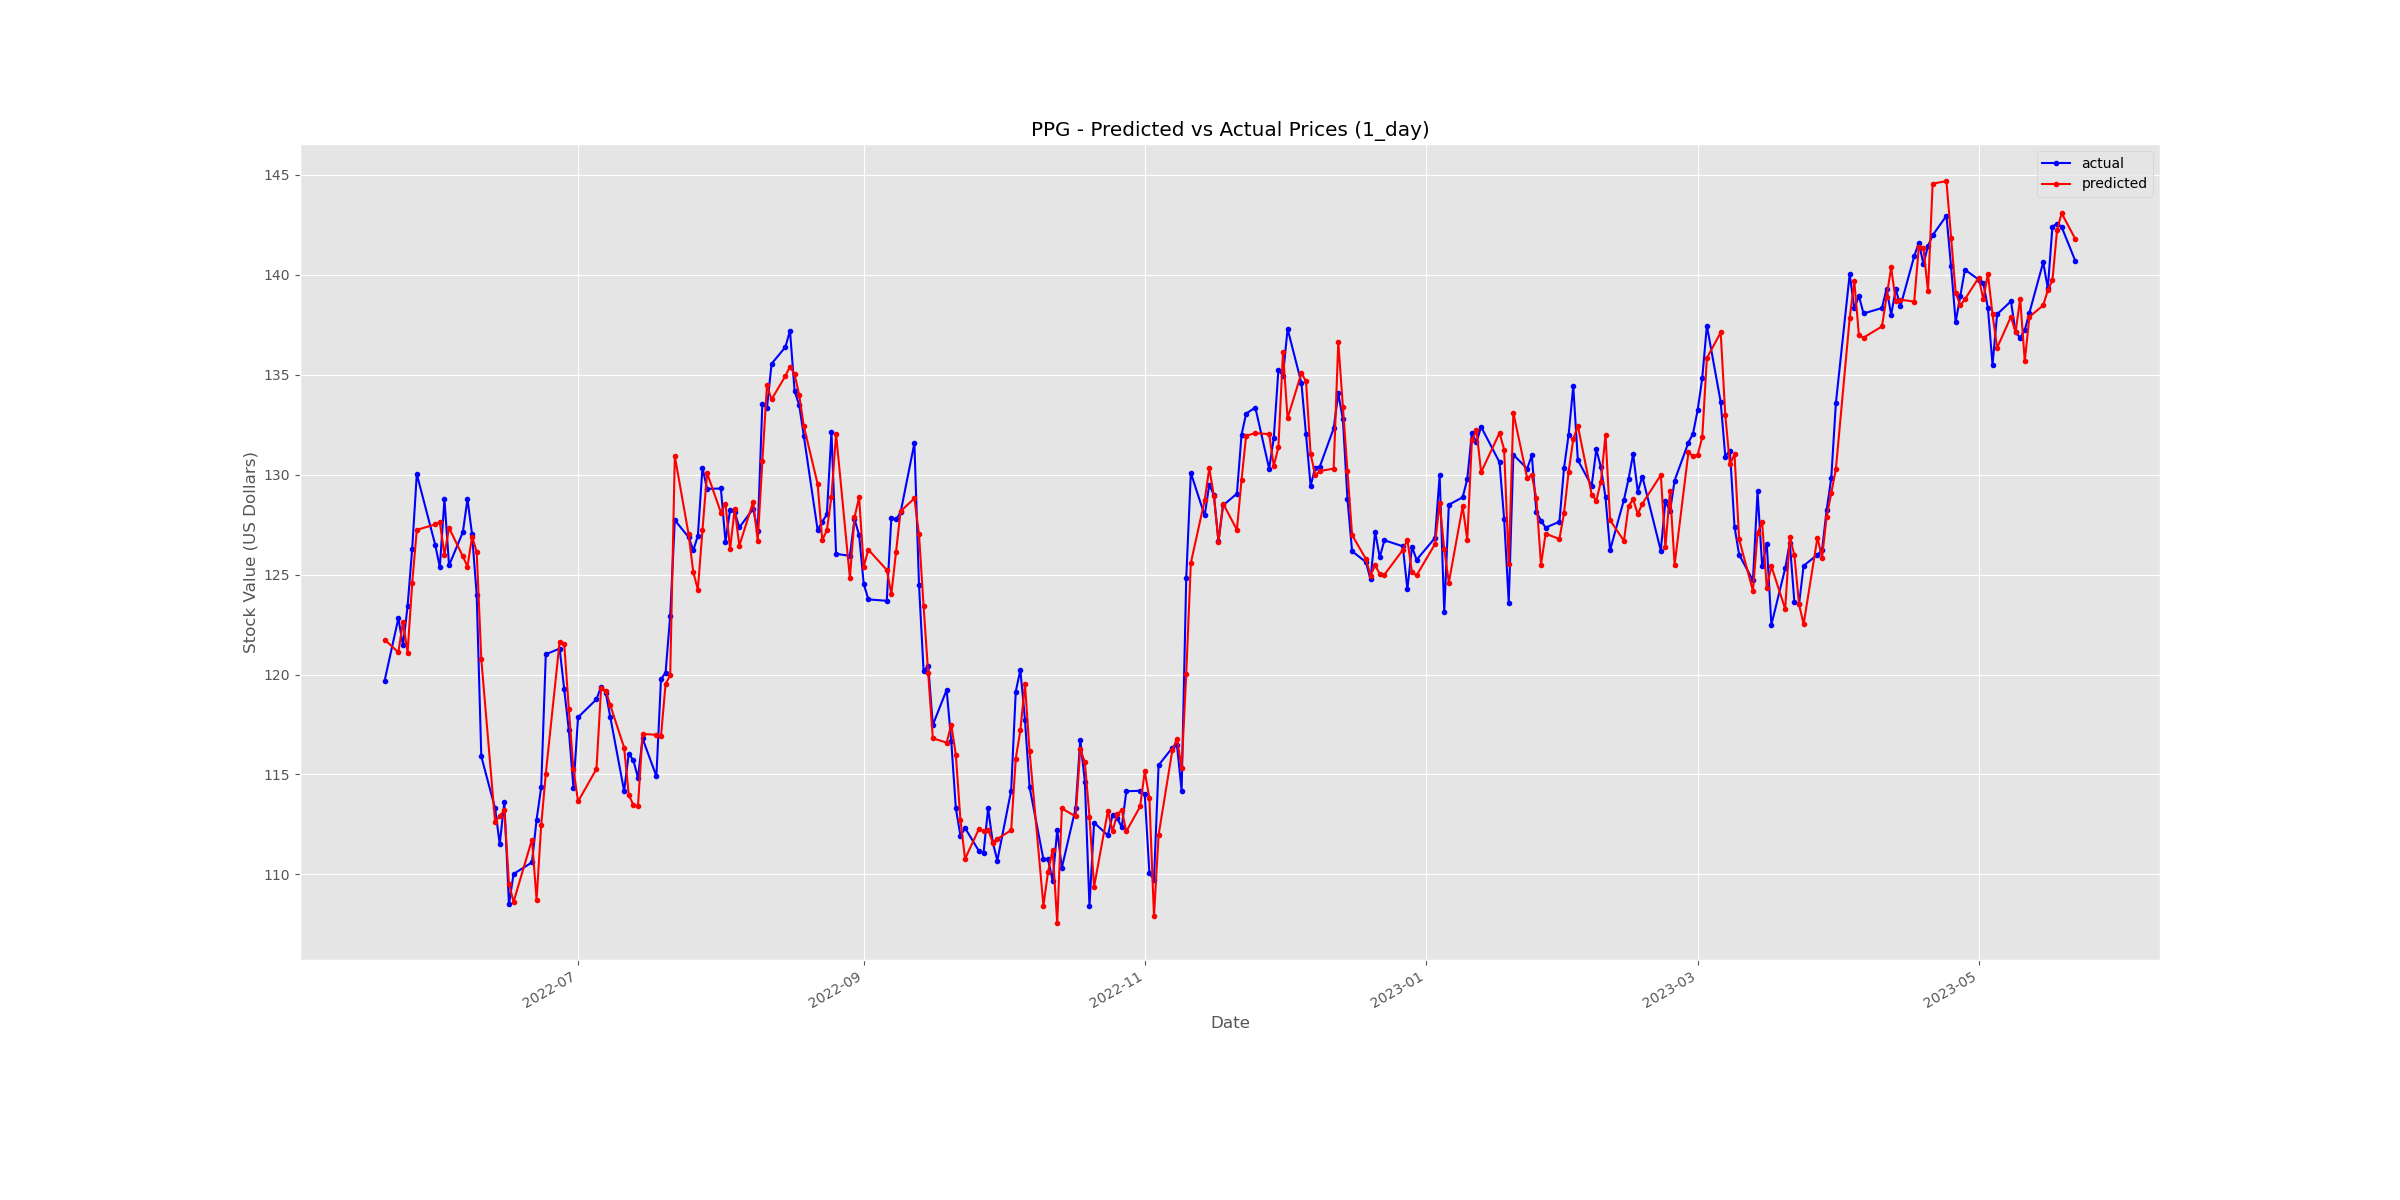 PPG - Predicted vs Actual Prices (1_day)
actual
predicted
145
140
135
130
125
120
115
110
Stock Value (US Dollars)
2022-07
2022-09
2022-11
2023-01
2023-03
2023-05
Date